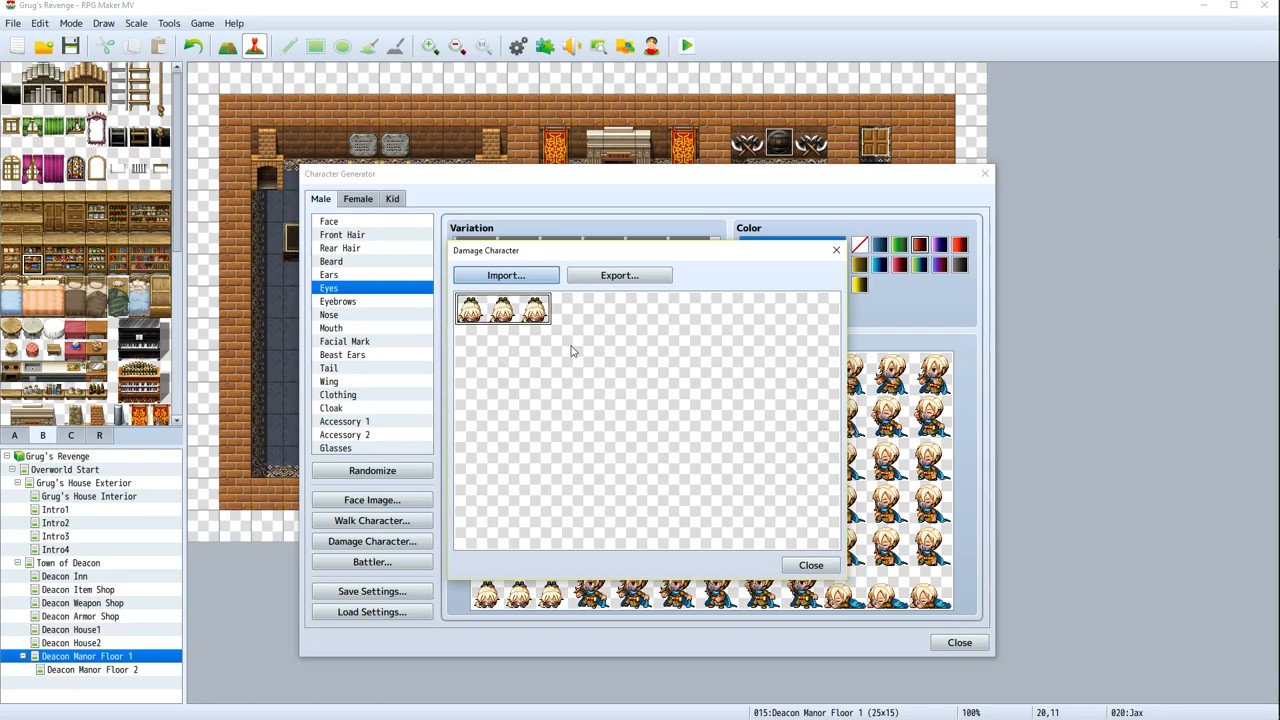 Grug's Revenge - RPG Maker MV
File Edit Mode Draw Scale Tools Game Help
Character Generator
Male Female Kid
Face
Front Hair
Rear Hair
Beard
Ears
Eyes
Eyebrows
Nose
Mouth
Facial Mark
Beast Ears
Tail
Wing
Clothing
Cloak
Accessory 1
Accessory 2
Glasses
Randomize
Face Image...
Walk Character...
Damage Character...
Battler...
Save Settings...
Load Settings...
Variation
Color
Damage Character
Import... Export...
Close
Close
A B C R
Grug's Revenge
Overworld Start
Grug's House Exterior
Grug's House Interior
Intro1
Intro2
Intro3
Intro4
Town of Deacon
Deacon Inn
Deacon Item Shop
Deacon Weapon Shop
Deacon Armor Shop
Deacon House1
Deacon House2
Deacon Manor Floor 1
Deacon Manor Floor 2
015:Deacon Manor Floor 1 (25x15) 100% 20,11 020:Jax